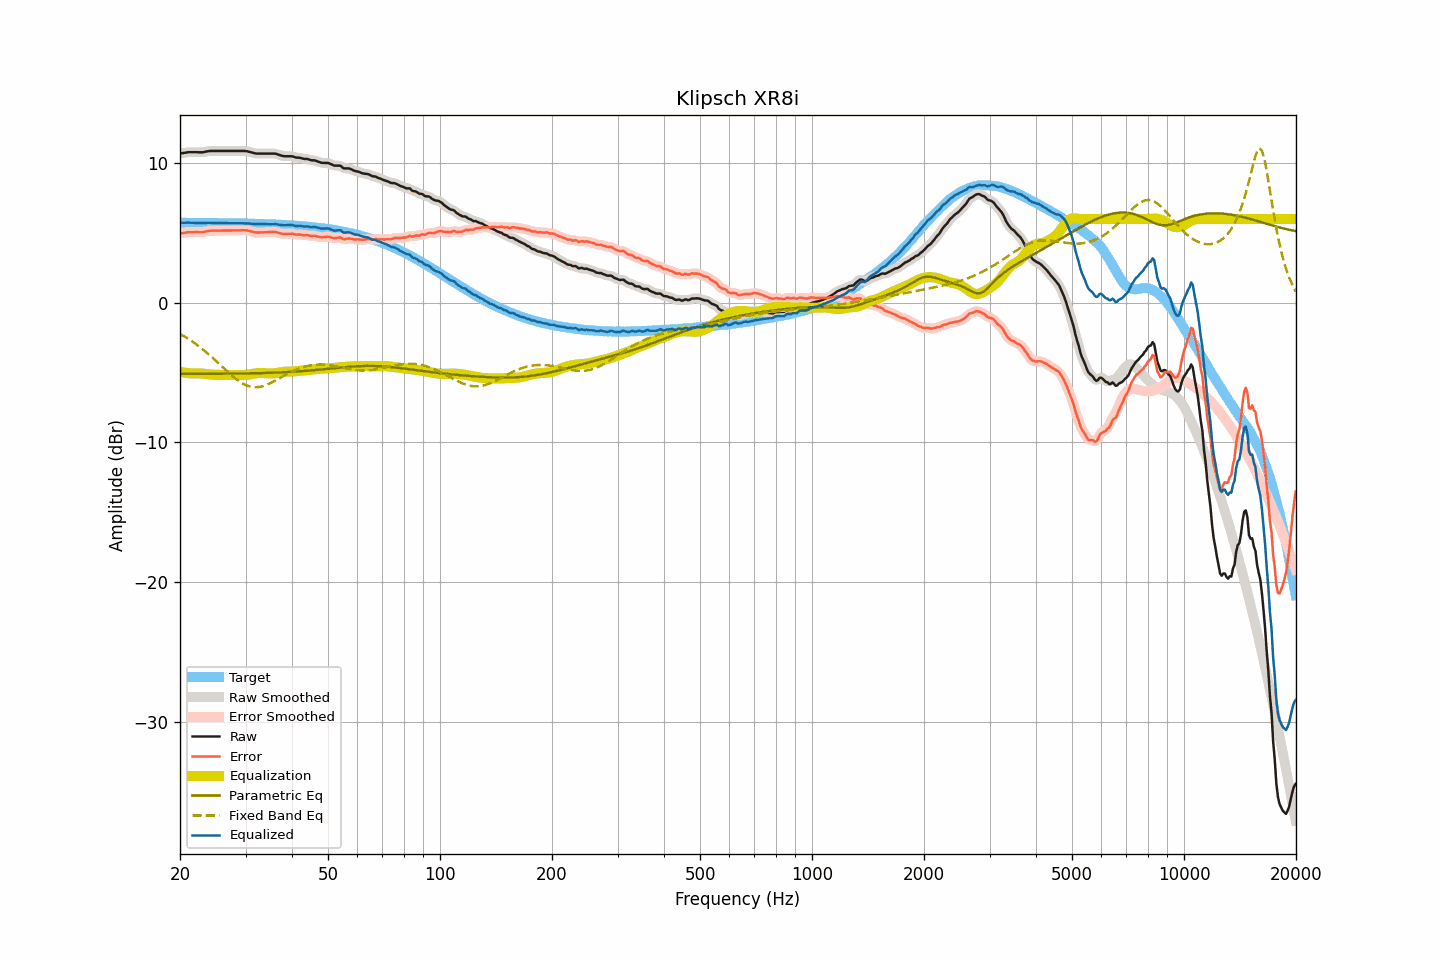 Klipsch XR8i
Amplitude (dBr)
10
0
−10
−20
−30
Target
Raw Smoothed
Error Smoothed
Raw
Error
Equalization
Parametric Eq
Fixed Band Eq
Equalized
20 50 100 200 500 1000 2000 5000 10000 20000
Frequency (Hz)